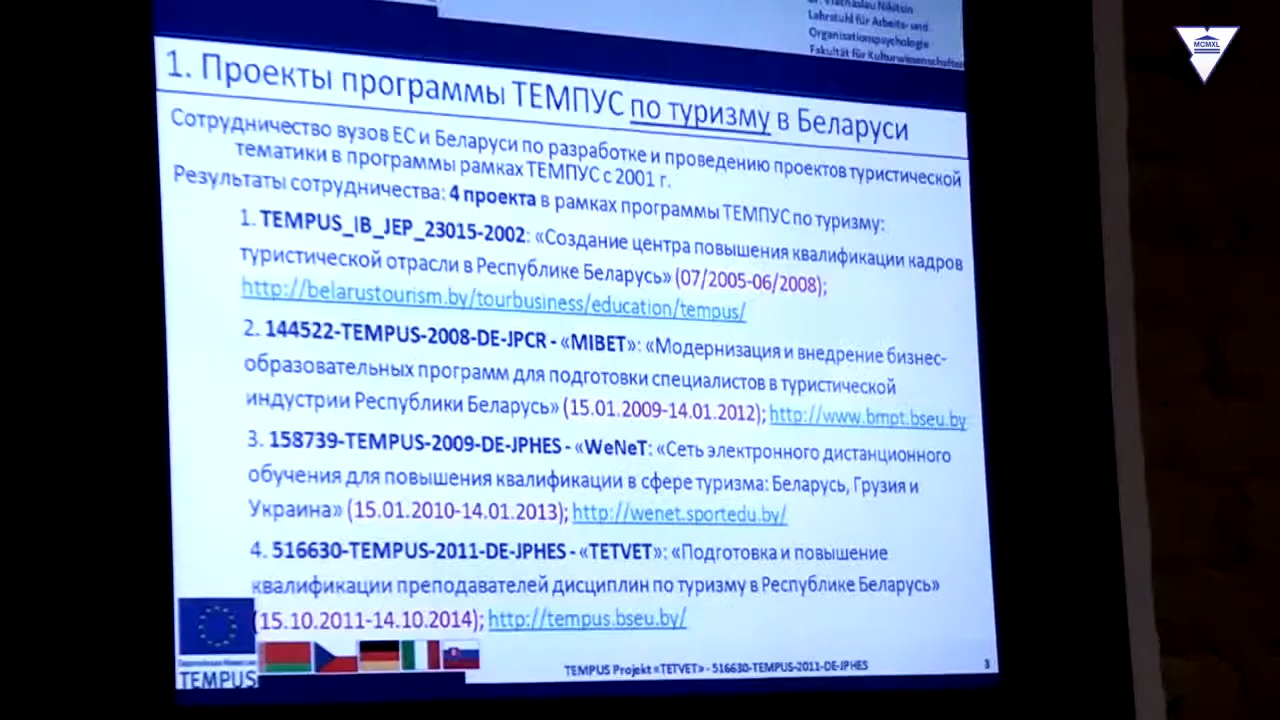 Dr. Viachaslau Nikitsin
Lehrstuhl für Arbeits- und
Organisationspsychologie
Fakultät für Kulturwissenschaften
MCMXL
1. Проекты программы ТЕМПУС по туризму в Беларуси
Сотрудничество вузов ЕС и Беларуси по разработке и проведению проектов туристической
тематики в программы рамках ТЕМПУС с 2001 г.
Результаты сотрудничества: 4 проекта в рамках программы ТЕМПУС по туризму:
1. TEMPUS_IB_JEP_23015-2002: «Создание центра повышения квалификации кадров
туристической отрасли в Республике Беларусь» (07/2005-06/2008);
http://belarustourism.by/tourbusiness/education/tempus/
2. 144522-TEMPUS-2008-DE-JPCR - «MIBET»: «Модернизация и внедрение бизнес-
образовательных программ для подготовки специалистов в туристической
индустрии Республики Беларусь» (15.01.2009-14.01.2012); http://www.bmpt.bseu.by
3. 158739-TEMPUS-2009-DE-JPHES - «WeNeT: «Сеть электронного дистанционного
обучения для повышения квалификации в сфере туризма: Беларусь, Грузия и
Украина» (15.01.2010-14.01.2013); http://wenet.sportedu.by/
4. 516630-TEMPUS-2011-DE-JPHES - «TETVET»: «Подготовка и повышение
квалификации преподавателей дисциплин по туризму в Республике Беларусь»
(15.10.2011-14.10.2014); http://tempus.bseu.by/
TEMPUS
TEMPUS Projekt «TETVET» - 516630-TEMPUS-2011-DE-JPHES
3